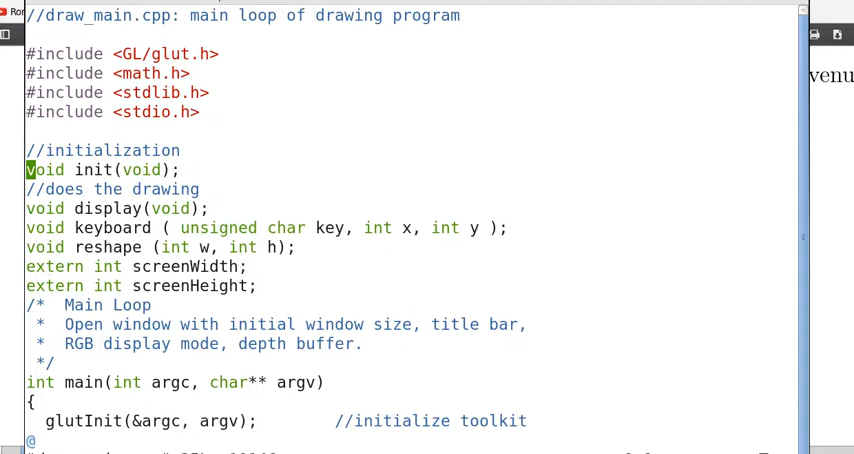 Ror
venu
//draw_main.cpp: main loop of drawing program
#include <GL/glut.h>
#include <math.h>
#include <stdlib.h>
#include <stdio.h>
//initialization
void init(void);
//does the drawing
void display(void);
void keyboard ( unsigned char key, int x, int y );
void reshape (int w, int h);
extern int screenWidth;
extern int screenHeight;
/*  Main Loop
 *  Open window with initial window size, title bar,
 *  RGB display mode, depth buffer.
 */
int main(int argc, char** argv)
{
  glutInit(&argc, argv);        //initialize toolkit
@